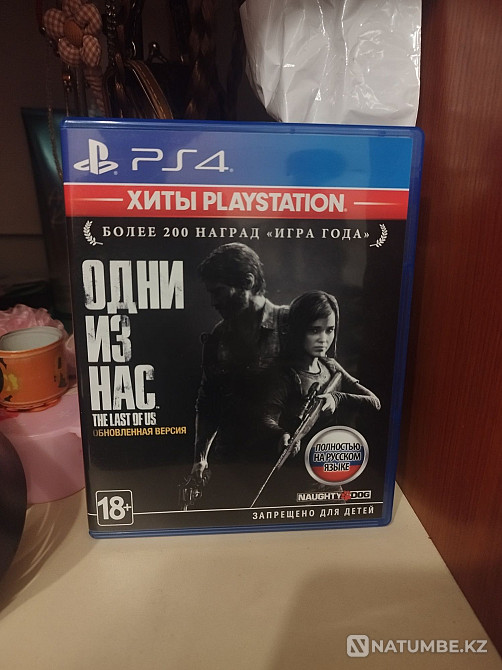 PS4
ХИТЫ PLAYSTATION
БОЛЕЕ 200 НАГРАД «ИГРА ГОДА»
ОДНИ
ИЗ
НАС
THE LAST OF US
ОБНОВЛЕННАЯ ВЕРСИЯ
ПОЛНОСТЬЮ
НА РУССКОМ
ЯЗЫКЕ
18+
NAUGHTY DOG
ЗАПРЕЩЕНО ДЛЯ ДЕТЕЙ
NATUMBE.KZ